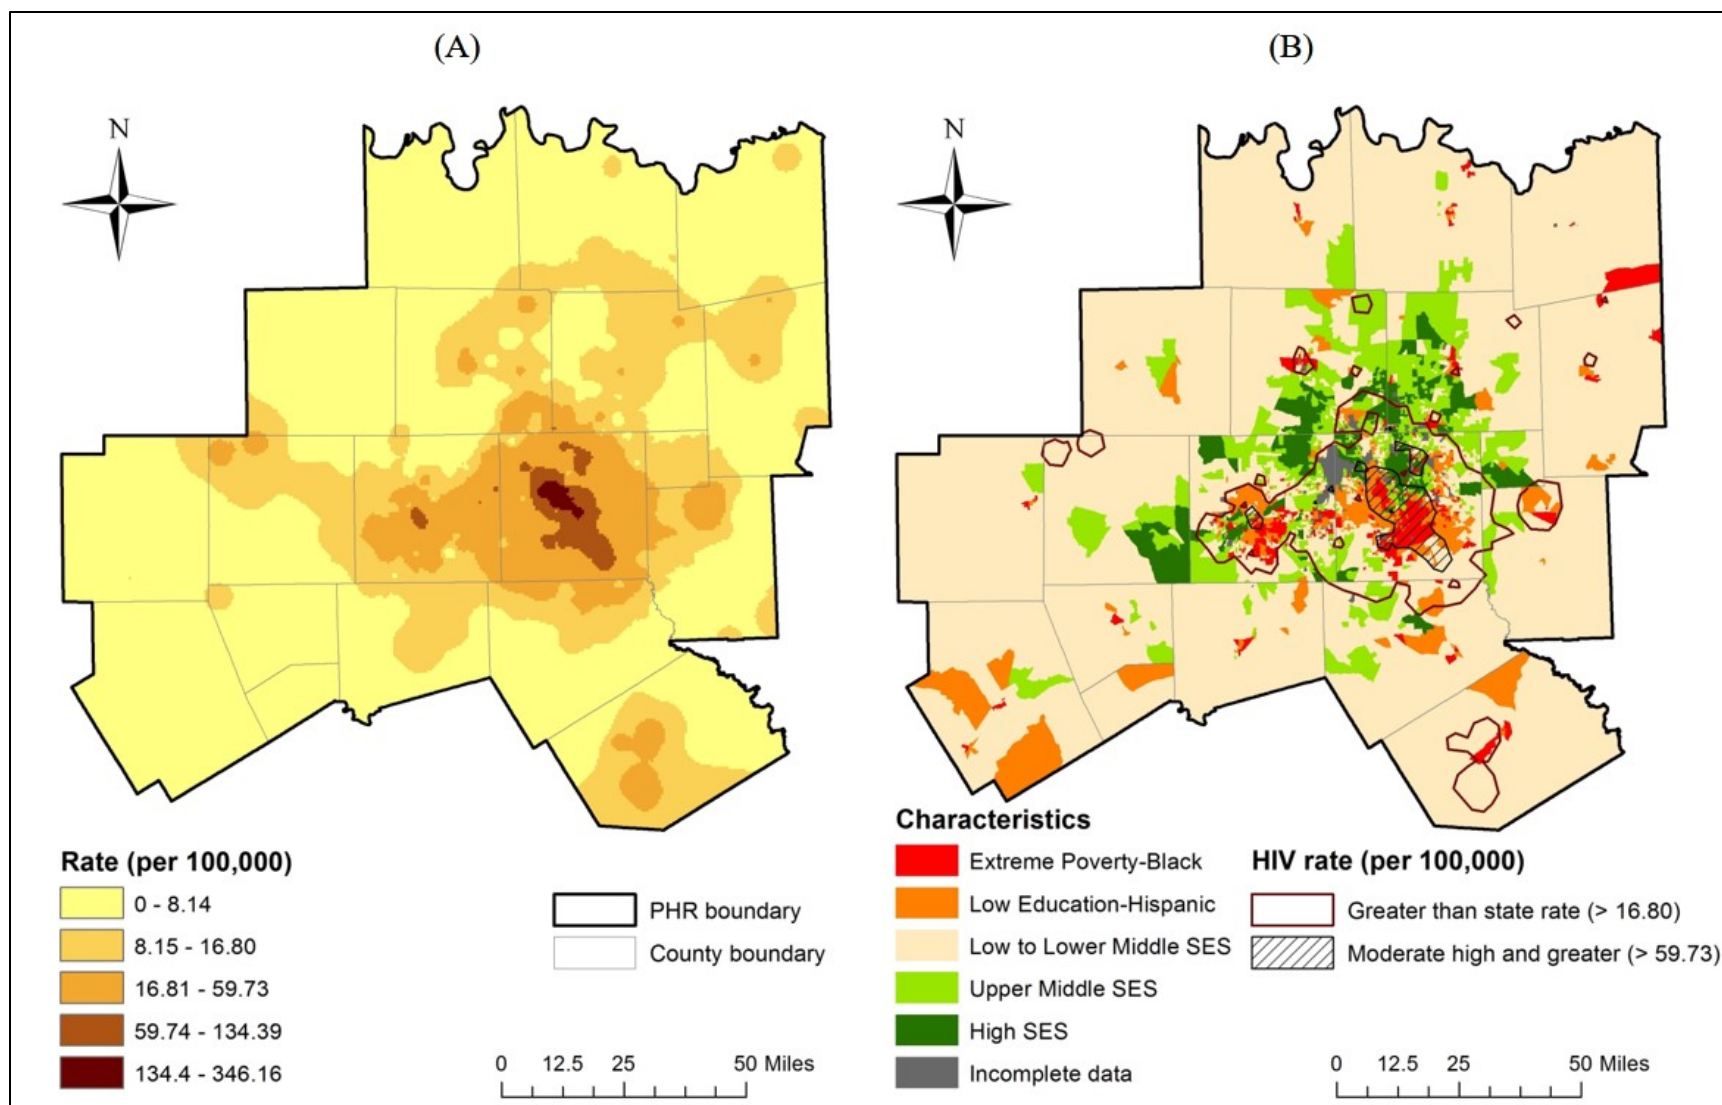 (A)
(B)
N
N
Rate (per 100,000)
0 - 8.14
8.15 - 16.80
16.81 - 59.73
59.74 - 134.39
134.4 - 346.16
PHR boundary
County boundary
0 12.5 25 50 Miles
Characteristics
Extreme Poverty-Black
Low Education-Hispanic
Low to Lower Middle SES
Upper Middle SES
High SES
Incomplete data
HIV rate (per 100,000)
Greater than state rate (> 16.80)
Moderate high and greater (> 59.73)
0 12.5 25 50 Miles